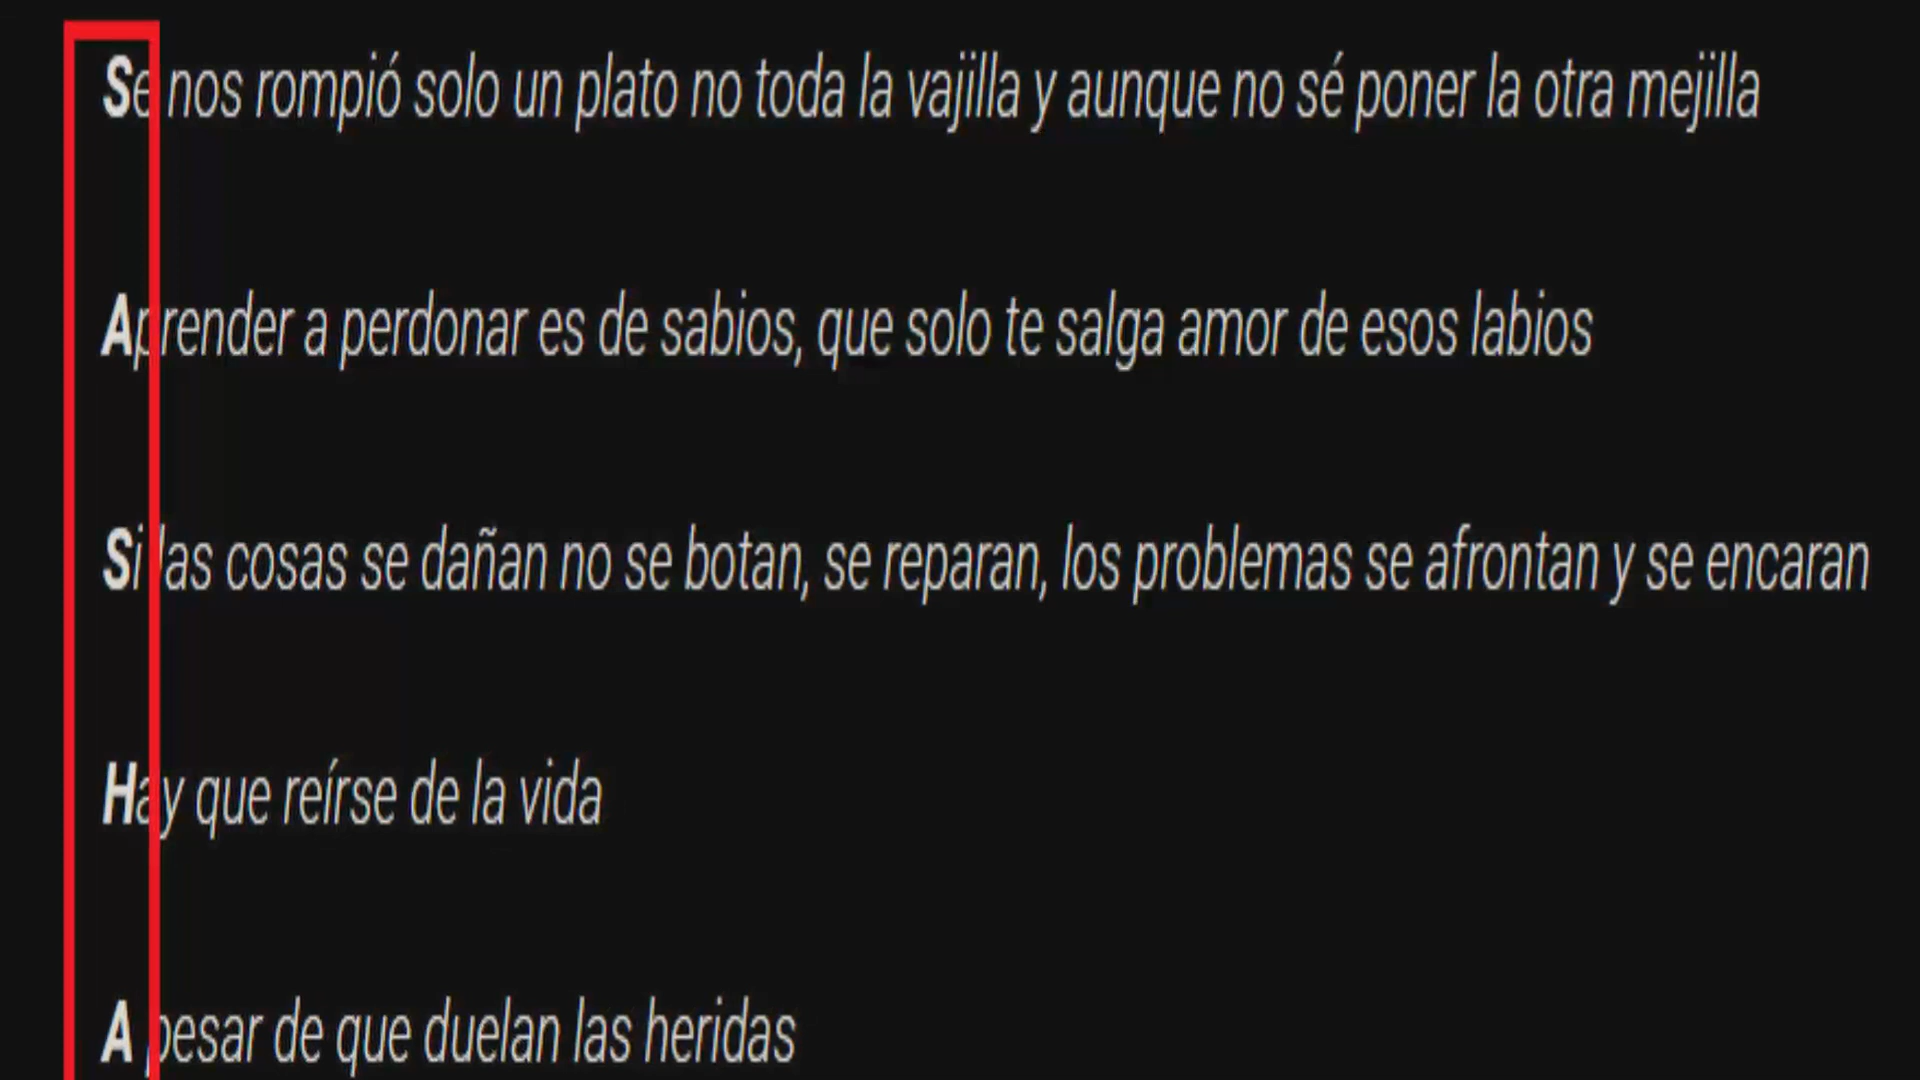 Se nos rompió solo un plato no toda la vajilla y aunque no sé poner la otra mejilla
Aprender a perdonar es de sabios, que solo te salga amor de esos labios
Si las cosas se dañan no se botan, se reparan, los problemas se afrontan y se encaran
Hay que reírse de la vida
A pesar de que duelan las heridas